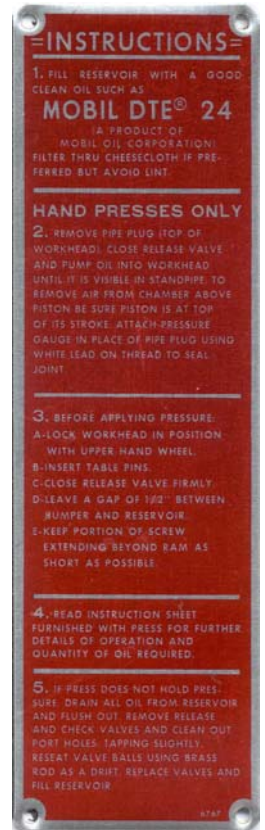 =INSTRUCTIONS=
1. FILL RESERVOIR WITH A GOOD
CLEAN OIL SUCH AS
MOBIL DTE® 24
(A PRODUCT OF
MOBIL OIL CORPORATION)
FILTER THRU CHEESECLOTH IF PRE-
FERRED BUT AVOID LINT.
HAND PRESSES ONLY
2. REMOVE PIPE PLUG (TOP OF
WORKHEAD). CLOSE RELEASE VALVE
AND PUMP OIL INTO WORKHEAD
UNTIL IT IS VISIBLE IN STANDPIPE. TO
REMOVE AIR FROM CHAMBER ABOVE
PISTON BE SURE PISTON IS AT TOP
OF ITS STROKE. ATTACH PRESSURE
GAUGE IN PLACE OF PIPE PLUG USING
WHITE LEAD ON THREAD TO SEAL
JOINT.
3. BEFORE APPLYING PRESSURE:
A-LOCK WORKHEAD IN POSITION
WITH UPPER HAND WHEEL.
B-INSERT TABLE PINS.
C-CLOSE RELEASE VALVE FIRMLY.
D-LEAVE A GAP OF 1/2" BETWEEN
BUMPER AND RESERVOIR.
E-KEEP PORTION OF SCREW
EXTENDING BEYOND RAM AS
SHORT AS POSSIBLE.
4. READ INSTRUCTION SHEET
FURNISHED WITH PRESS FOR FURTHER
DETAILS OF OPERATION AND
QUANTITY OF OIL REQUIRED.
5. IF PRESS DOES NOT HOLD PRES-
SURE, DRAIN ALL OIL FROM RESERVOIR
AND FLUSH OUT. REMOVE RELEASE
AND CHECK VALVES AND CLEAN OUT
PORT HOLES. TAPPING SLIGHTLY,
RESEAT VALVE BALLS USING BRASS
ROD AS A DRIFT. REPLACE VALVES AND
FILL RESERVOIR